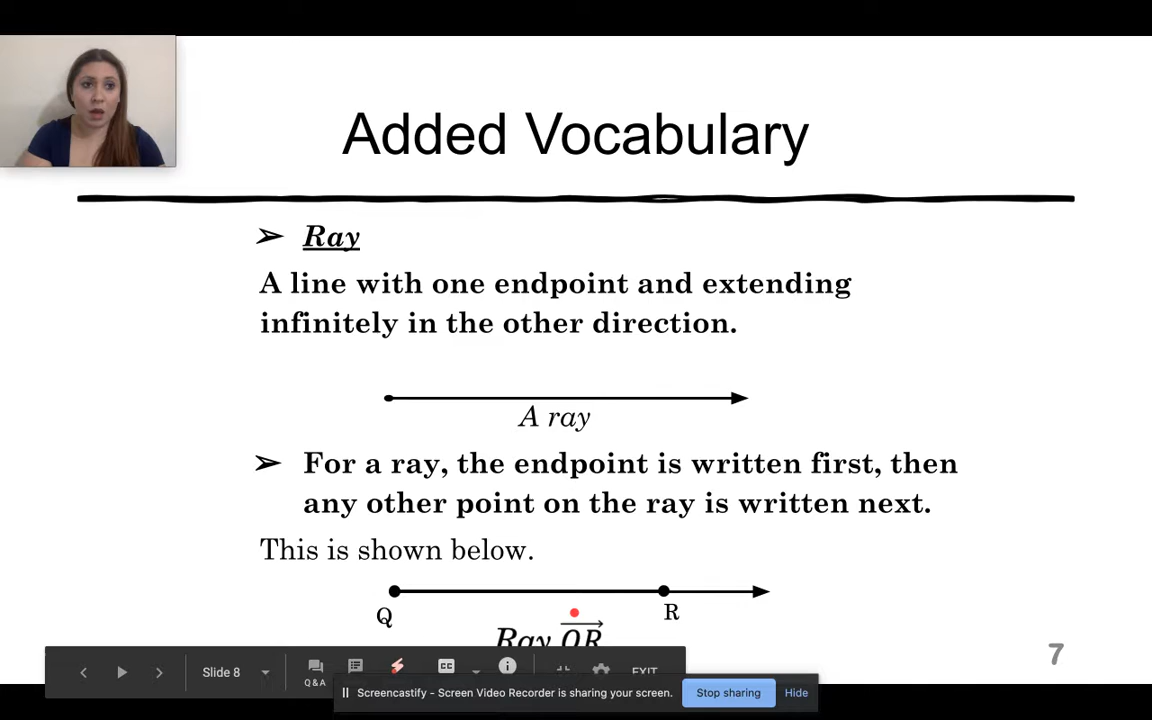 Added Vocabulary
➢ Ray
A line with one endpoint and extending
infinitely in the other direction.
A ray
➢ For a ray, the endpoint is written first, then
any other point on the ray is written next.
This is shown below.
Q
R
Ray
7
Slide 8
Q&A
CC
EXIT
Screencastify - Screen Video Recorder is sharing your screen.
Stop sharing
Hide